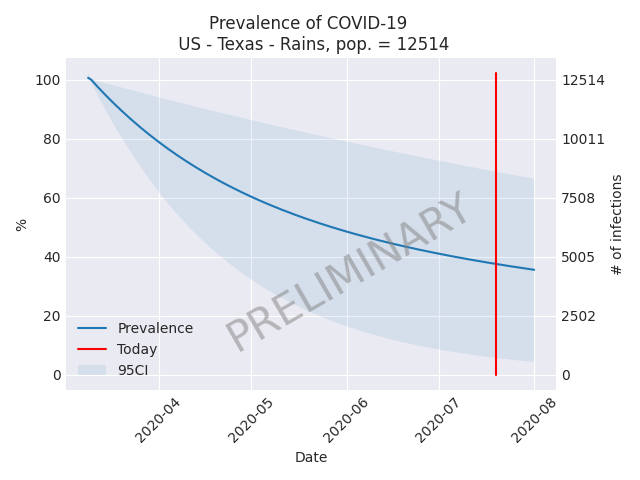 Prevalence of COVID-19
US - Texas - Rains, pop. = 12514
100
80
60
40
20
0
%
12514
10011
7508
5005
2502
0
# of infections
PRELIMINARY
Prevalence
Today
95CI
2020-04
2020-05
2020-06
2020-07
2020-08
Date